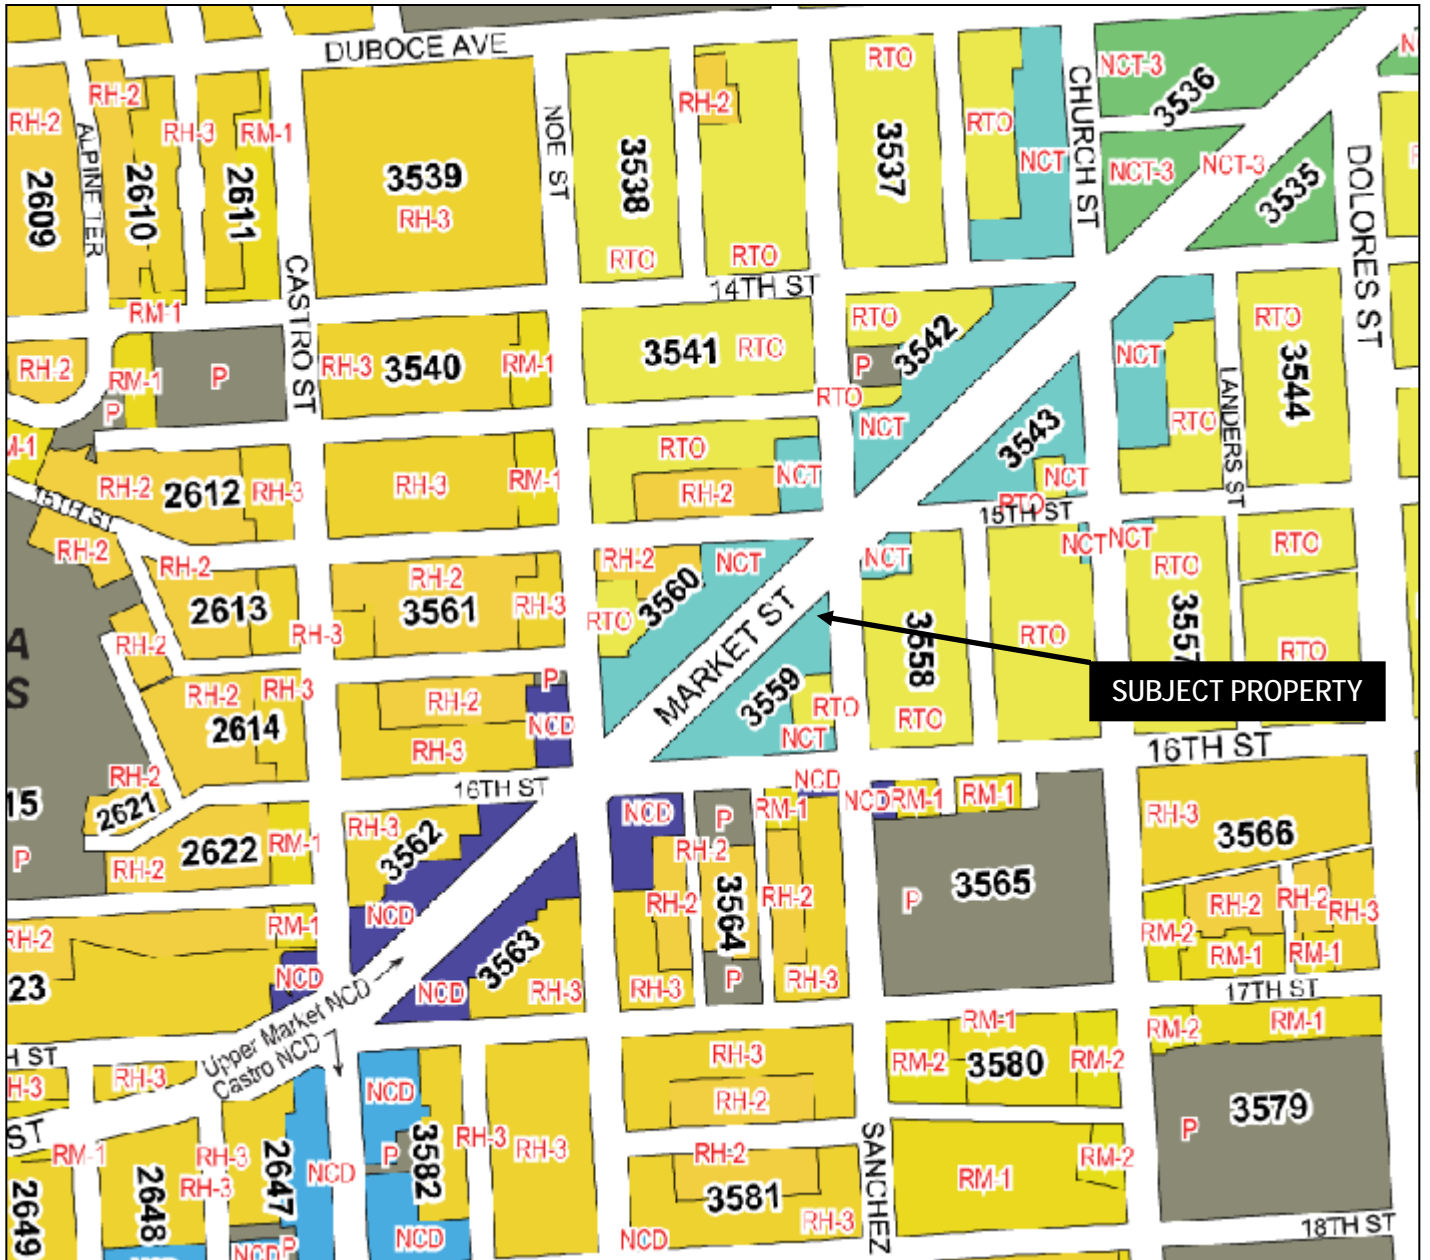 DUBOCE AVE
RH-2
RH-2
RH-3
RM-1
2609
ALPINE TER
2610
2611
3539
RH-3
NOE ST
3538
RTO
RH-2
RTO
RTO
3537
RTO
NCT
CHURCH ST
NCT-3
3536
NCT-3
NCT-3
3535
DOLORES ST
CASTRO ST
RM-1
14TH ST
RH-2
RM-1
P
P
RH-3
3540
RM-1
3541
RTO
RTO
P
3542
RTO
NCT
NCT
RTO
LANDERS ST
RTO
3544
3543
NCT
RTO
15TH ST
RH-2
2612
RH-3
RH-3
RM-1
RTO
RH-2
NCT
15TH ST
RH-2
RH-2
2613
RH-3
RH-2
3561
RH-3
RH-2
RTO
3560
NCT
MARKET ST
NCT
3558
RTO
NCT
NCT
RTO
RTO
3557
RTO
RTO
SUBJECT PROPERTY
RH-2
RH-2
RH-3
2614
RH-2
RH-3
P
NCD
3559
RTO
NCT
16TH ST
16TH ST
RH-2
2621
15
P
RH-2
2622
RM-1
RH-3
3562
NCD
NCD
P
RM-1
NCD
NCD
RM-1
RM-1
RH-2
RH-2
3564
RH-2
P
RH-3
RH-3
P
3565
RH-3
3566
RH-2
RH-2
RH-3
RM-2
RM-1
RM-1
RH-2
23
RM-1
NCD
3563
NCD
RH-3
17TH ST
Upper Market NCD
Castro NCD
RH-3
RH-3
RH-2
RM-1
RM-2
3580
RM-2
RM-2
RM-1
P
3579
NCD
NCD
3582
P
NCD
RH-3
RH-3
RH-2
3581
RH-3
NCD
SANCHEZ
RM-1
RM-2
18TH ST
ST
RM-1
RH-3
RH-3
2649
2648
2647
NCD
P